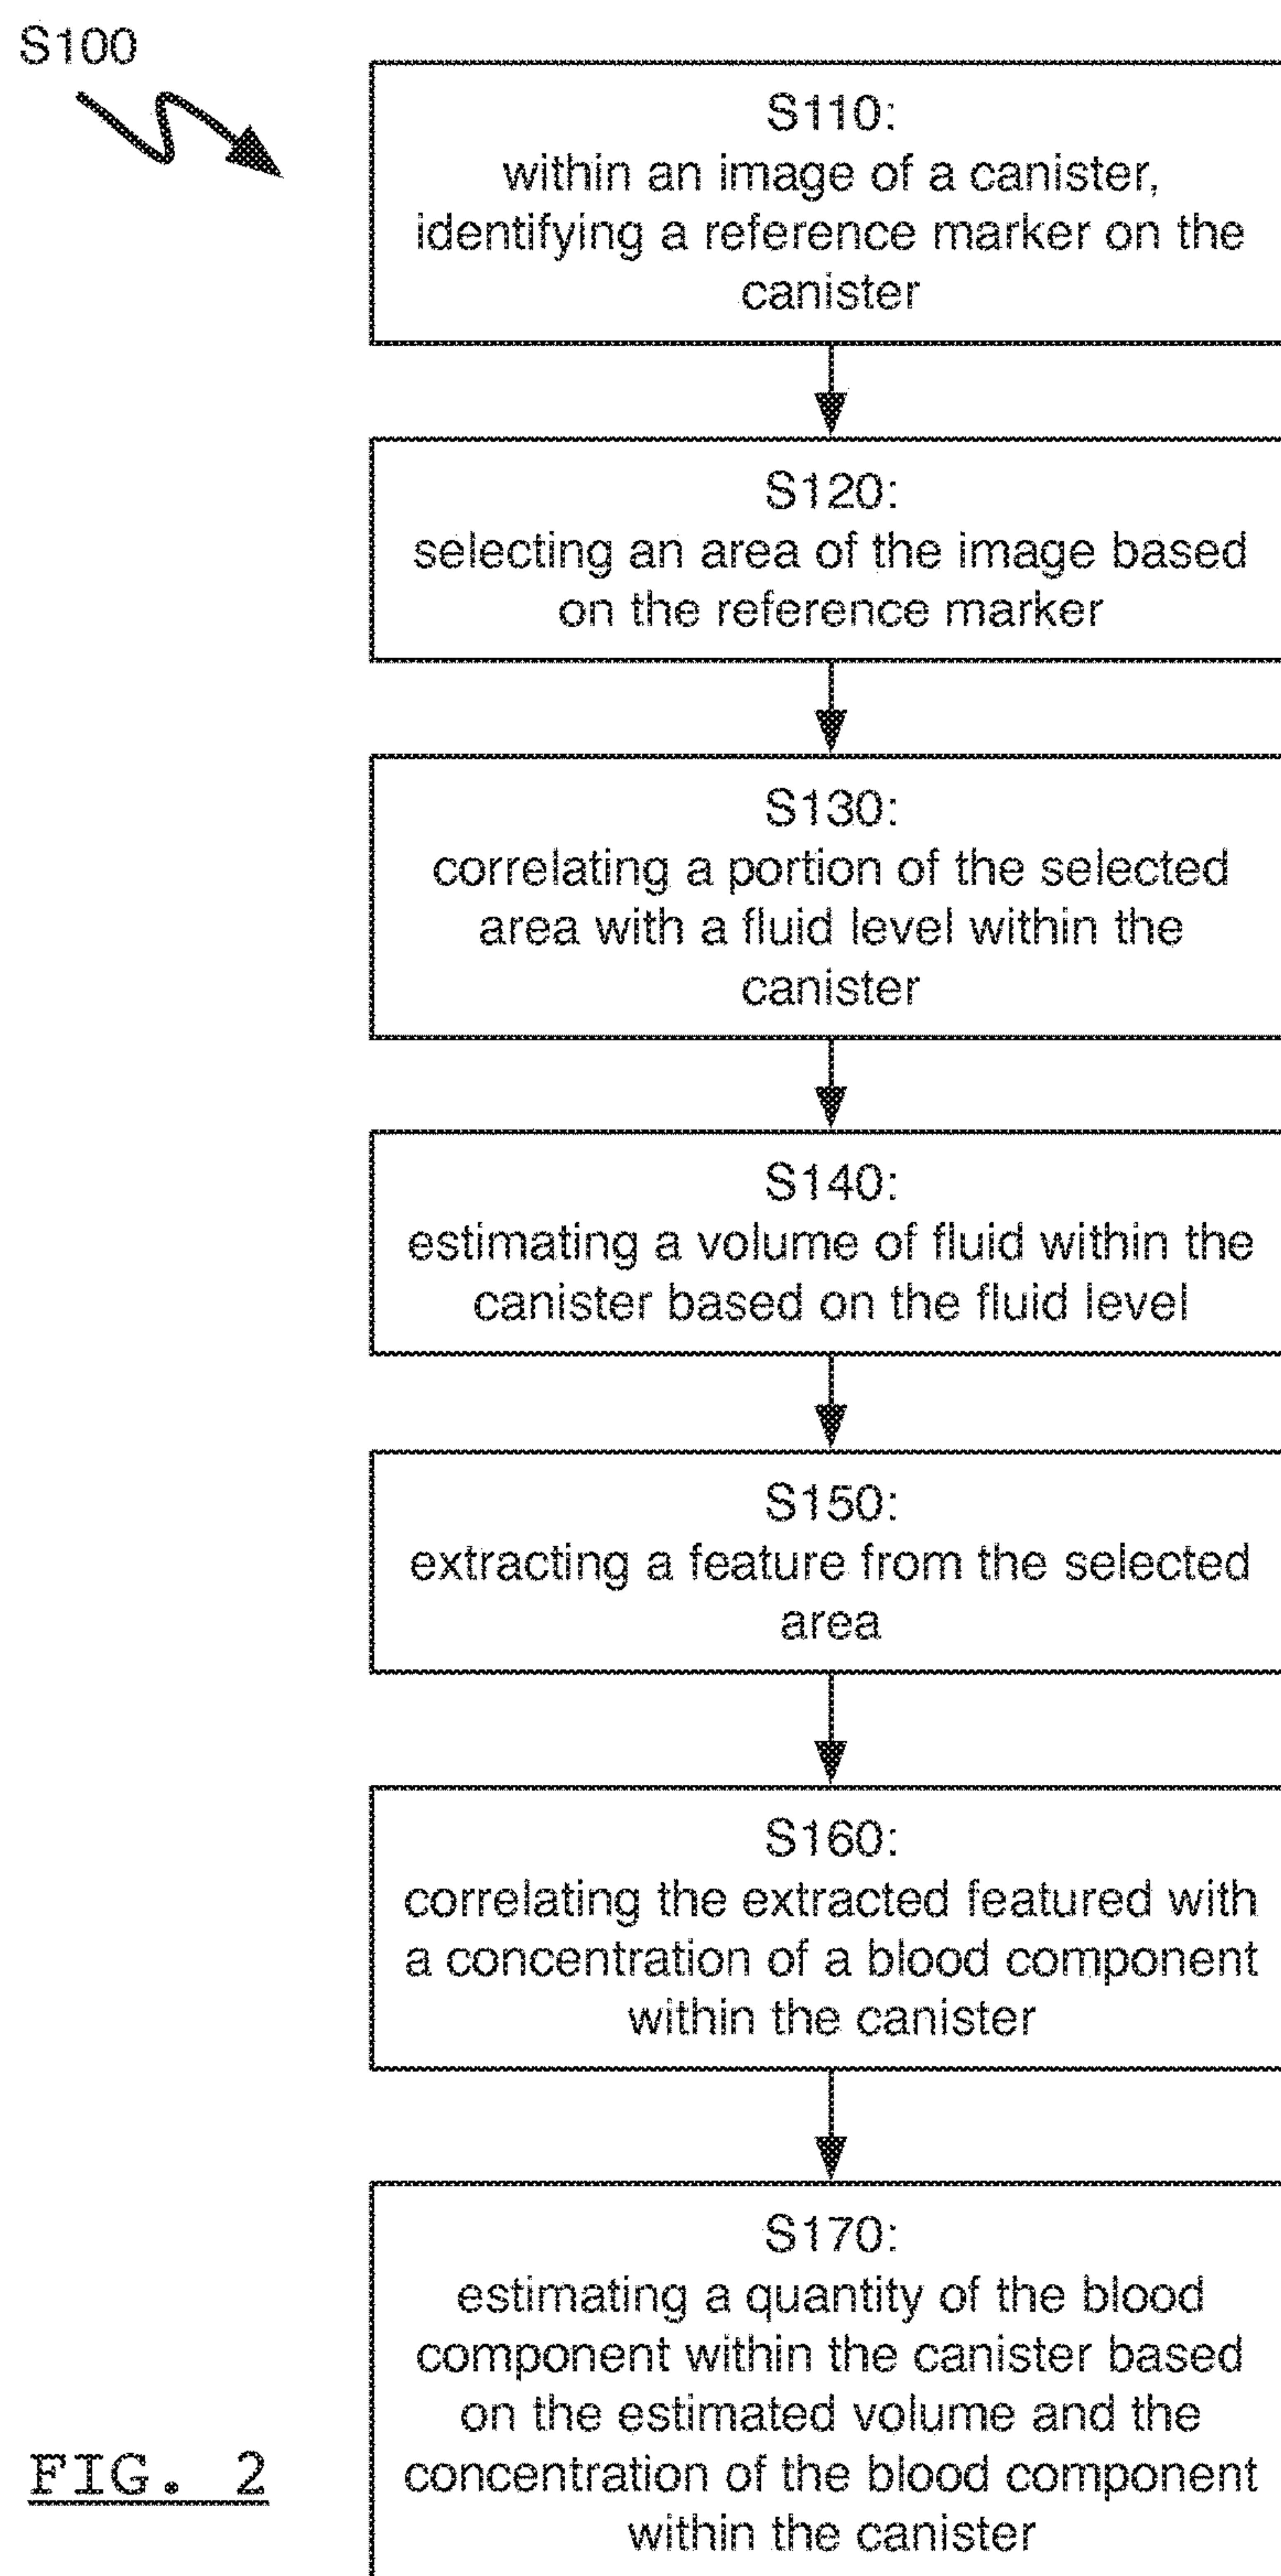 S100
S110:
within an image of a canister,
identifying a reference marker on the
canister
S120:
selecting an area of the image based
on the reference marker
S130:
correlating a portion of the selected
area with a fluid level within the
canister
S140:
estimating a volume of fluid within the
canister based on the fluid level
S150:
extracting a feature from the selected
area
S160:
correlating the extracted featured with
a concentration of a blood component
within the canister
S170:
estimating a quantity of the blood
component within the canister based
on the estimated volume and the
concentration of the blood component
within the canister
FIG. 2